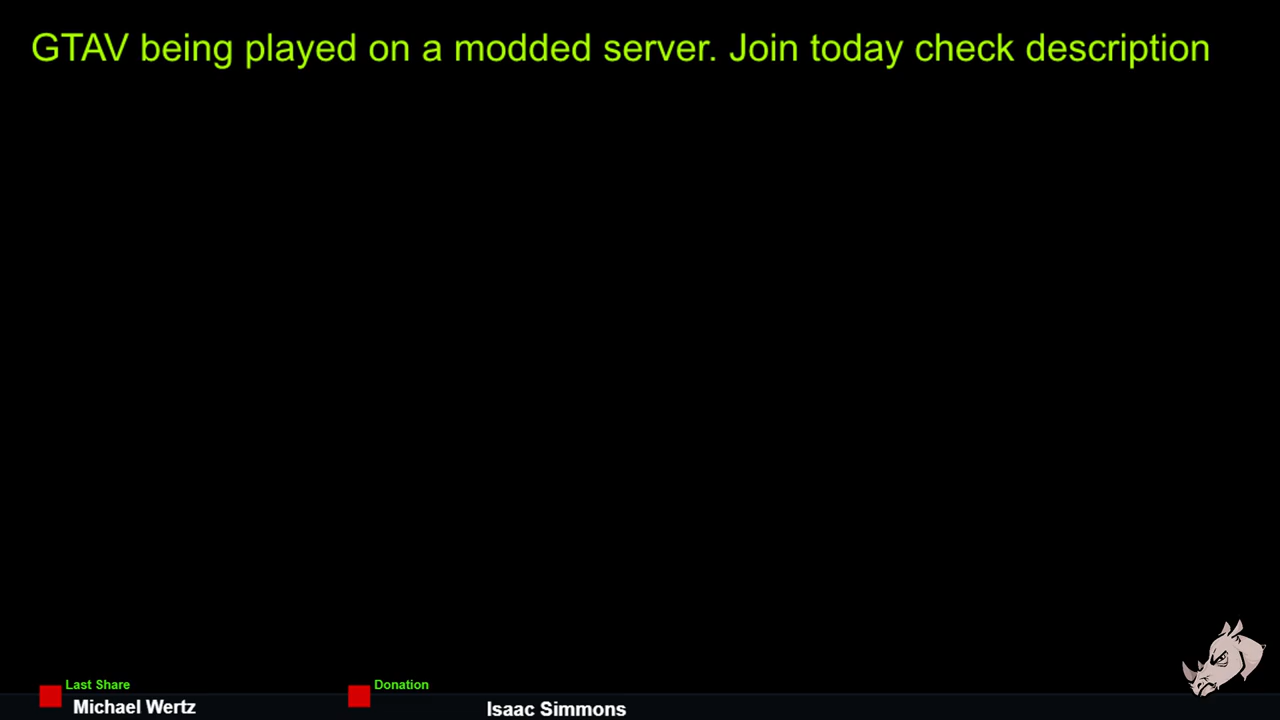 GTAV being played on a modded server. Join today check description
Last Share
Michael Wertz
Donation
Isaac Simmons